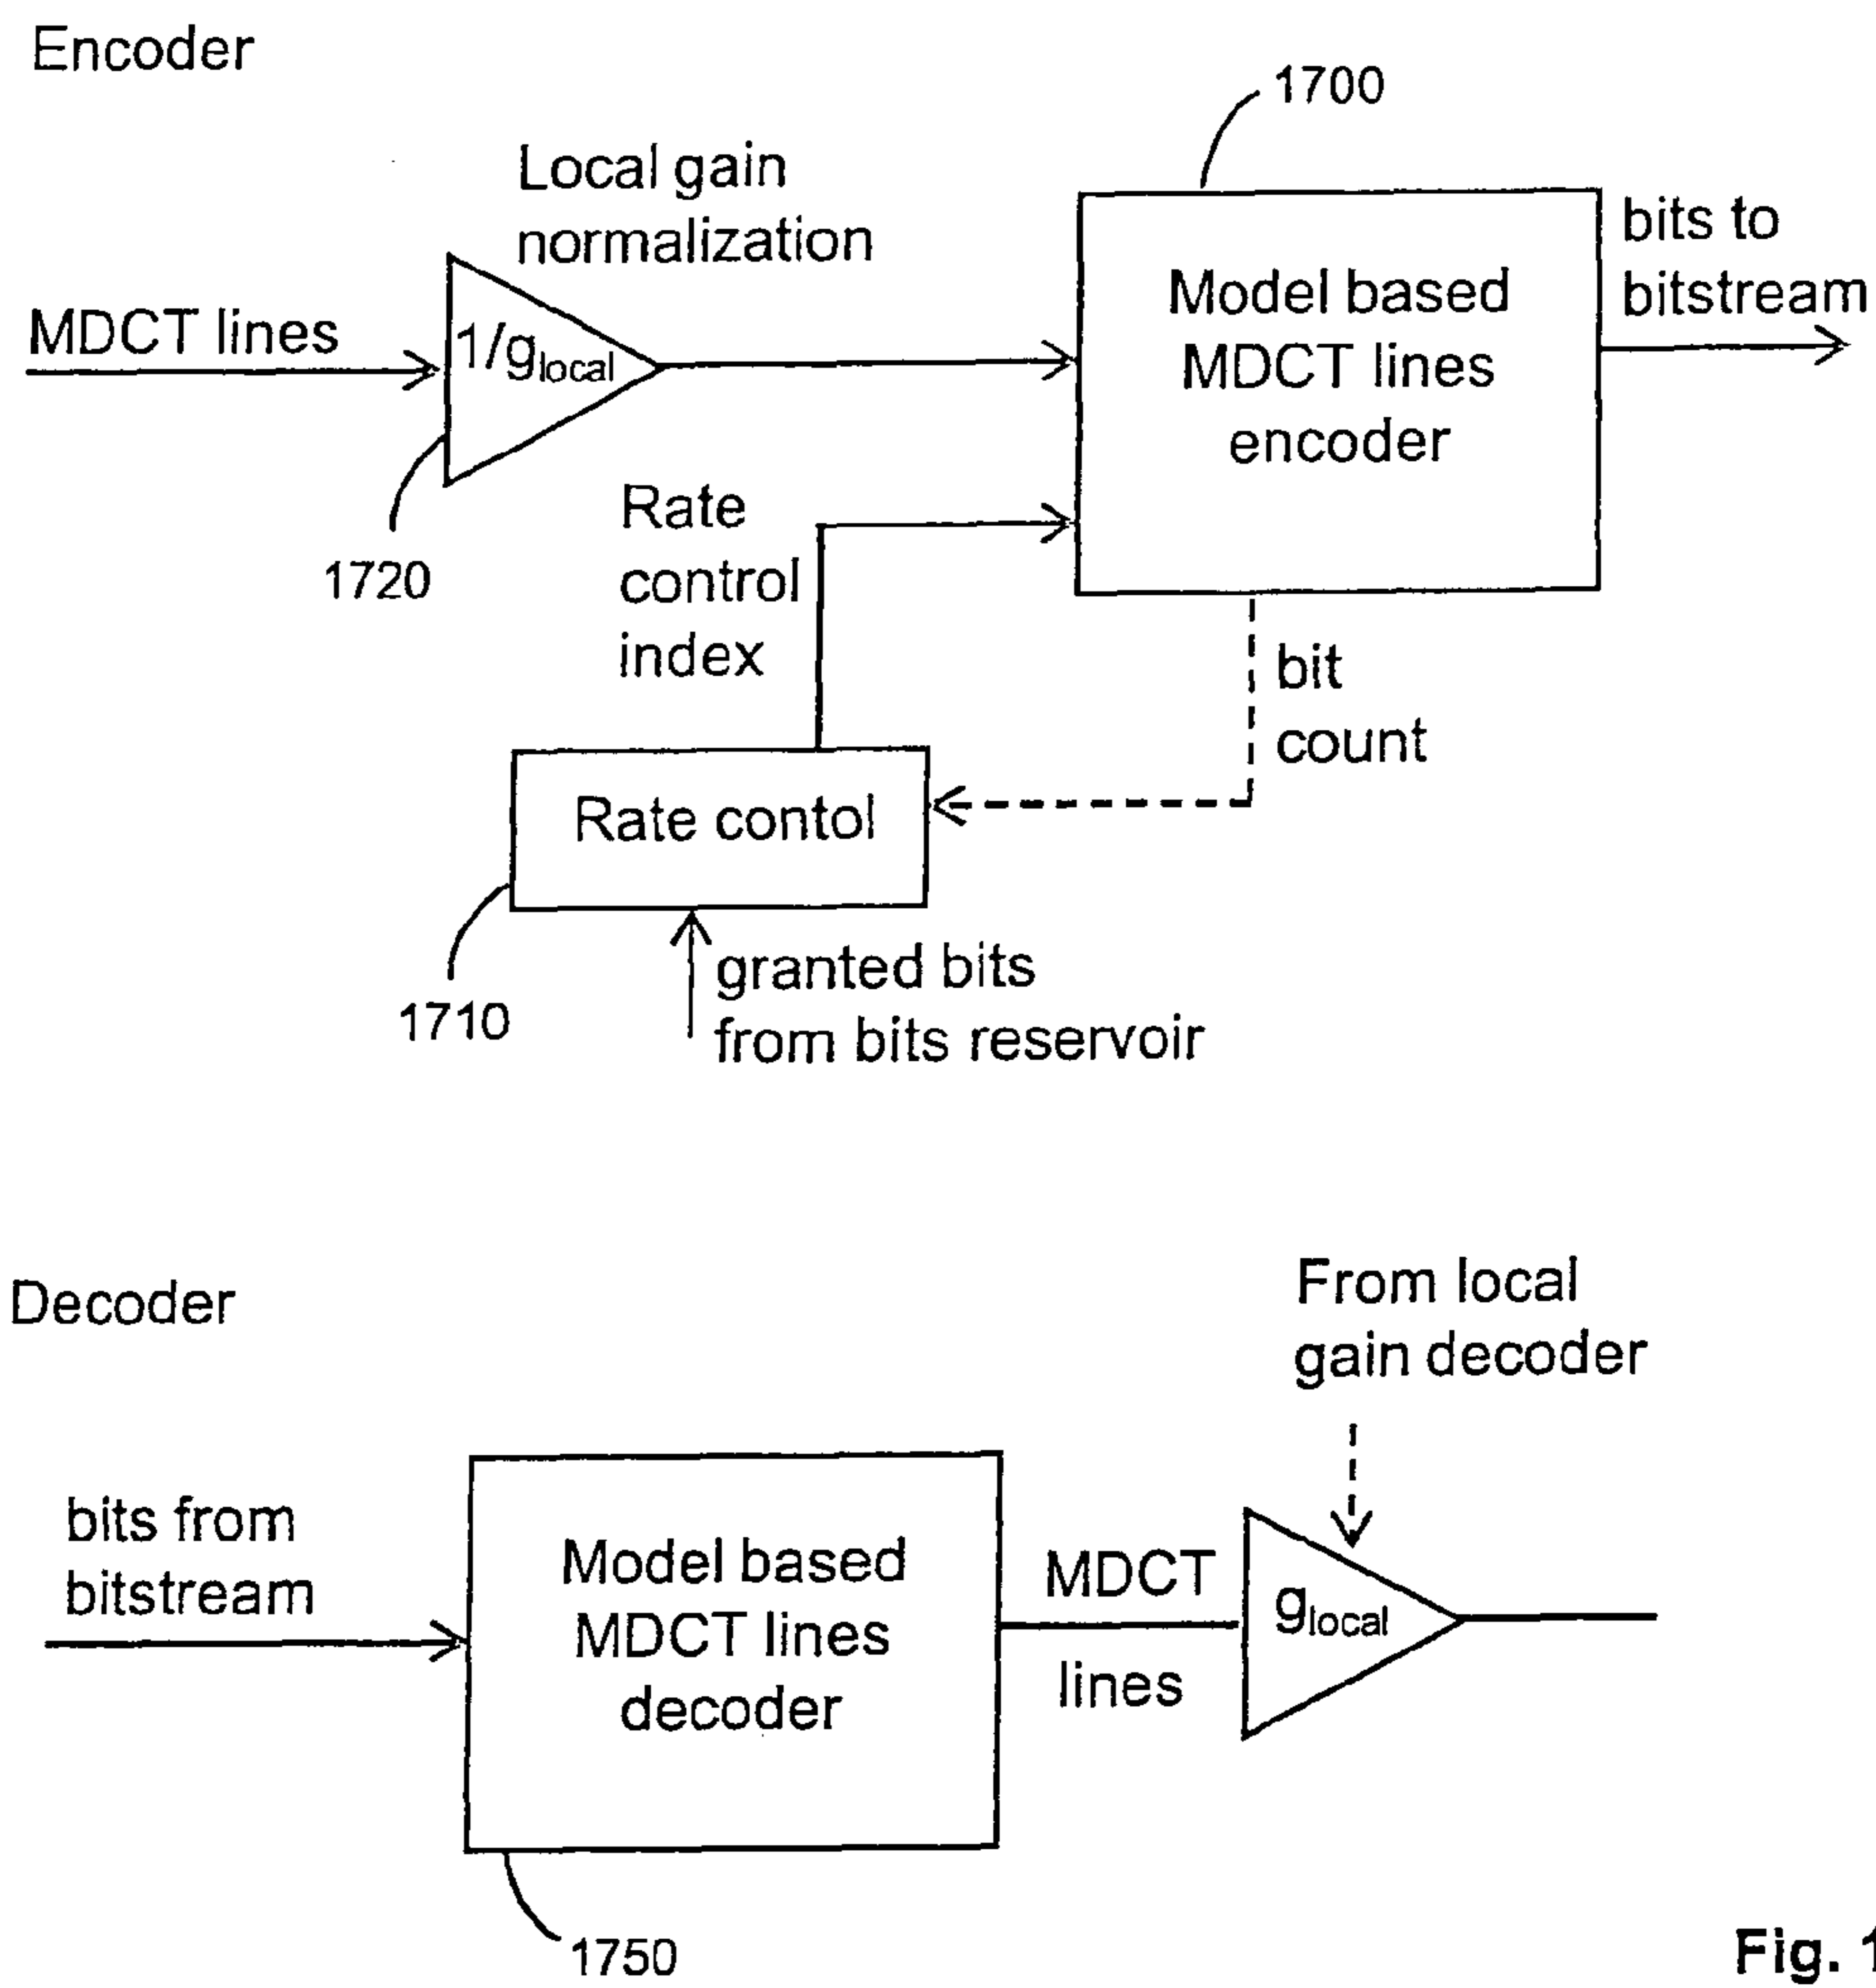 Encoder
1700
Local gain
normalization
bits to
bitstream
MDCT lines
1/glocal
Model based
MDCT lines
encoder
1720
Rate
control
index
bit
count
Rate contol
1710
granted bits
from bits reservoir
Decoder
From local
gain decoder
bits from
bitstream
Model based
MDCT lines
decoder
MDCT
lines
glocal
1750
Fig. 1